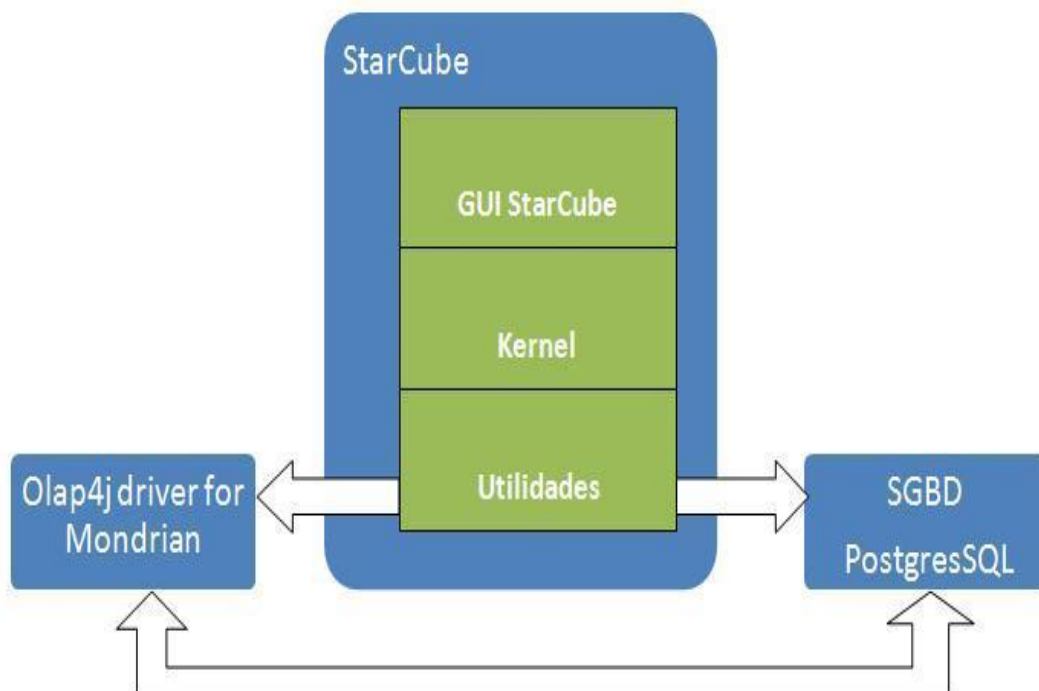 StarCube
GUI StarCube
Kernel
Utilidades
Olap4j driver for
Mondrian
SGBD
PostgresSQL